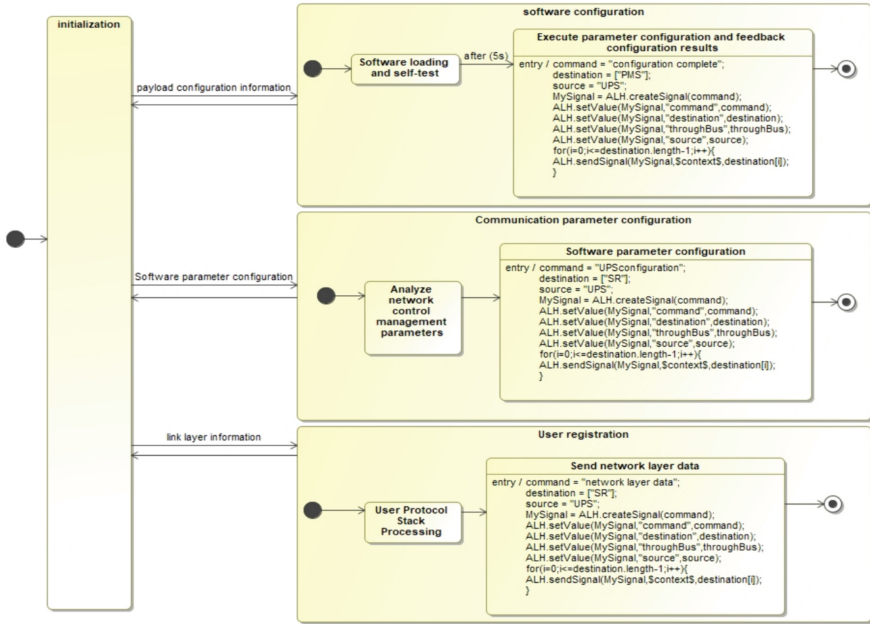 initialization
software configuration
Software loading
and self-test
after (5s)
Execute parameter configuration and feedback
configuration results
entry / command = "configuration complete";
destination = ["PMS"];
source = "UPS";
MySignal = ALH.createSignal(command);
ALH.setValue(MySignal,"command",command);
ALH.setValue(MySignal,"destination",destination);
ALH.setValue(MySignal,"throughBus",throughBus);
ALH.setValue(MySignal,"source",source);
for(i=0;i<=destination.length-1;i++){
ALH.sendSignal(MySignal,$context$,destination[i]);
}
payload configuration information
Communication parameter configuration
Software parameter configuration
Analyze
network
control
management
parameters
Software parameter configuration
entry / command = "UPSconfiguration";
destination = ["SR"];
source = "UPS";
MySignal = ALH.createSignal(command);
ALH.setValue(MySignal,"command",command);
ALH.setValue(MySignal,"destination",destination);
ALH.setValue(MySignal,"throughBus",throughBus);
ALH.setValue(MySignal,"source",source);
for(i=0;i<=destination.length-1;i++){
ALH.sendSignal(MySignal,$context$,destination[i]);
}
link layer information
User registration
User Protocol
Stack
Processing
Send network layer data
entry / command = "network layer data";
destination = ["SR"];
source = "UPS";
MySignal = ALH.createSignal(command);
ALH.setValue(MySignal,"command",command);
ALH.setValue(MySignal,"destination",destination);
ALH.setValue(MySignal,"throughBus",throughBus);
ALH.setValue(MySignal,"source",source);
for(i=0;i<=destination.length-1;i++){
ALH.sendSignal(MySignal,$context$,destination[i]);
}